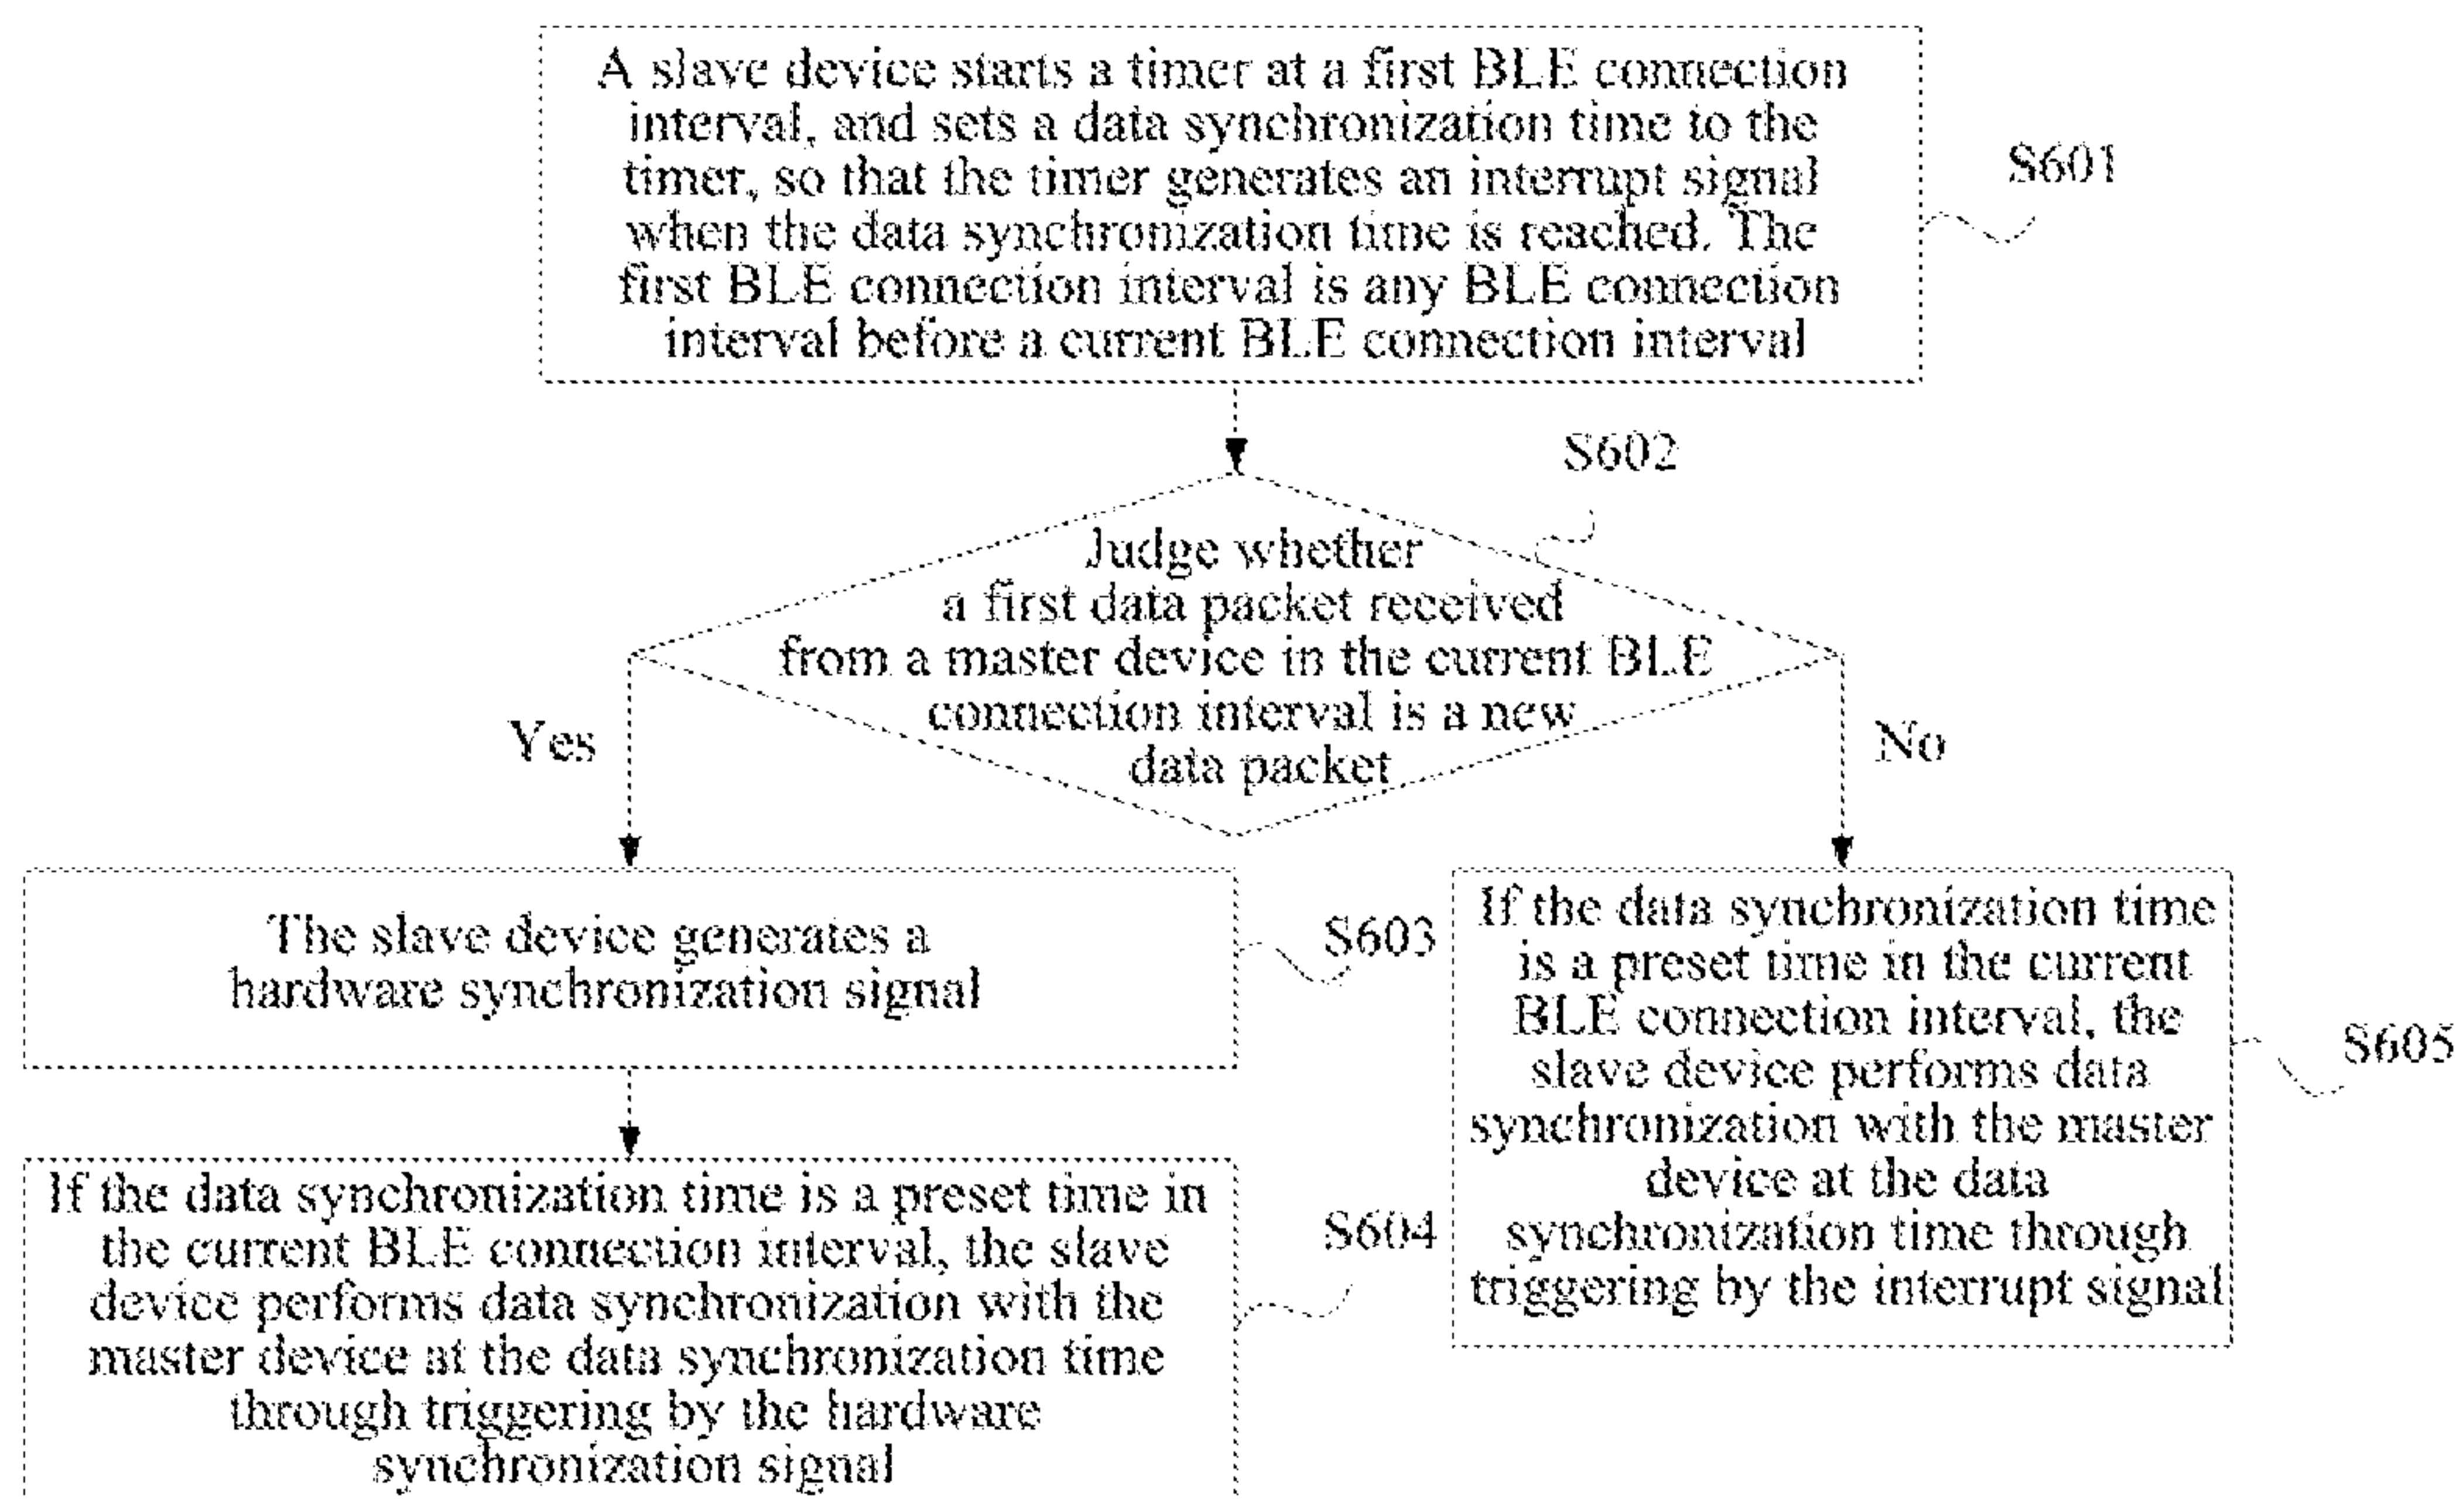 A slave device starts a timer at a first BLE connection
interval, and sets a data synchronization time to the
timer, so that the timer generates an interrupt signal
when the data synchronization time is reached. The
first BLE connection interval is any BLE connection
interval before a current BLE connection interval
S601
S602
Judge whether
a first data packet received
from a master device in the current BLE
connection interval is a new
data packet
Yes
No
The slave device generates a
hardware synchronization signal
S603
If the data synchronization time is a preset time in
the current BLE connection interval, the slave
device performs data synchronization with the
master device at the data synchronization time
through triggering by the hardware
synchronization signal
S604
If the data synchronization time
is a preset time in the current
BLE connection interval, the
slave device performs data
synchronization with the master
device at the data
synchronization time through
triggering by the interrupt signal
S605